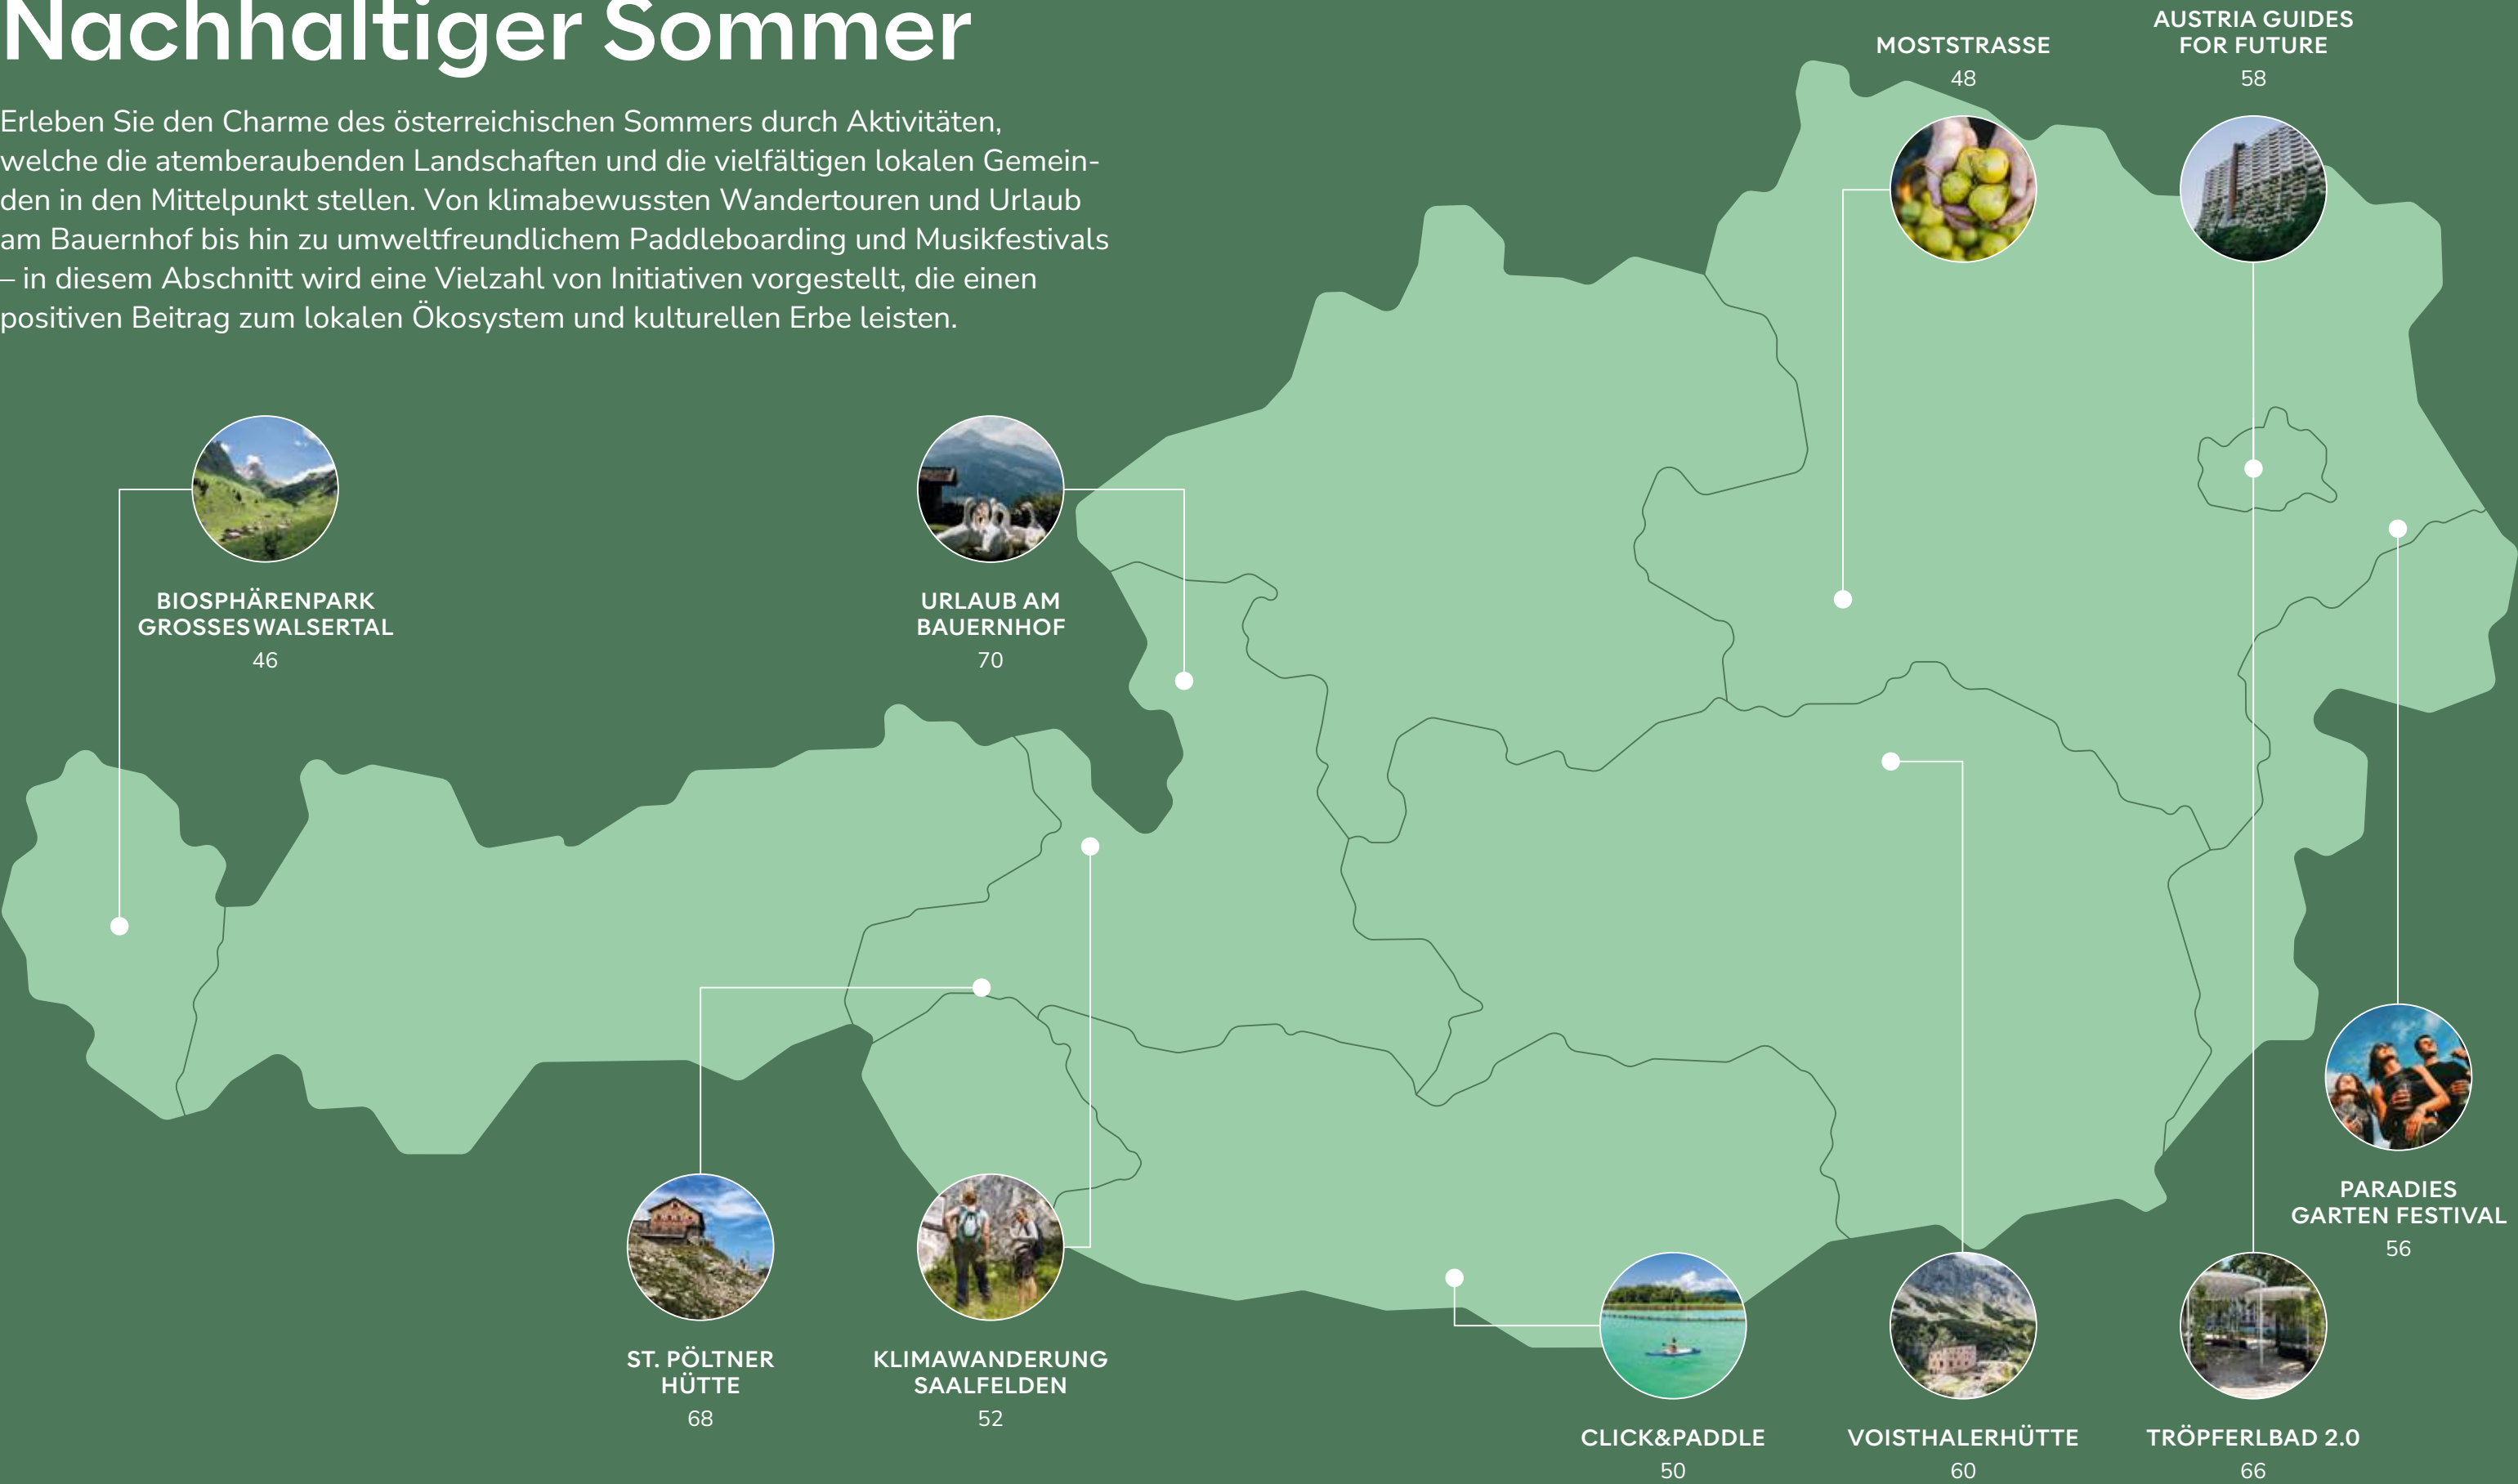 Nachhaltiger Sommer
Erleben Sie den Charme des österreichischen Sommers durch Aktivitäten,
welche die atemberaubenden Landschaften und die vielfältigen lokalen Gemein-
den in den Mittelpunkt stellen. Von klimabewussten Wandertouren und Urlaub
am Bauernhof bis hin zu umweltfreundlichem Paddleboarding und Musikfestivals
– in diesem Abschnitt wird eine Vielzahl von Initiativen vorgestellt, die einen
positiven Beitrag zum lokalen Ökosystem und kulturellen Erbe leisten.
MOSTSTRASSE
48
AUSTRIA GUIDES
FOR FUTURE
58
BIOSPHÄRENPARK
GROSSES WALSERTAL
46
URLAUB AM
BAUERNHOF
70
PARADIES
GARTEN FESTIVAL
56
ST. PÖLTNER
HÜTTE
68
KLIMAWANDERUNG
SAALFELDEN
52
CLICK&PADDLE
50
VOISTHALERHÜTTE
60
TRÖPFERLBAD 2.0
66